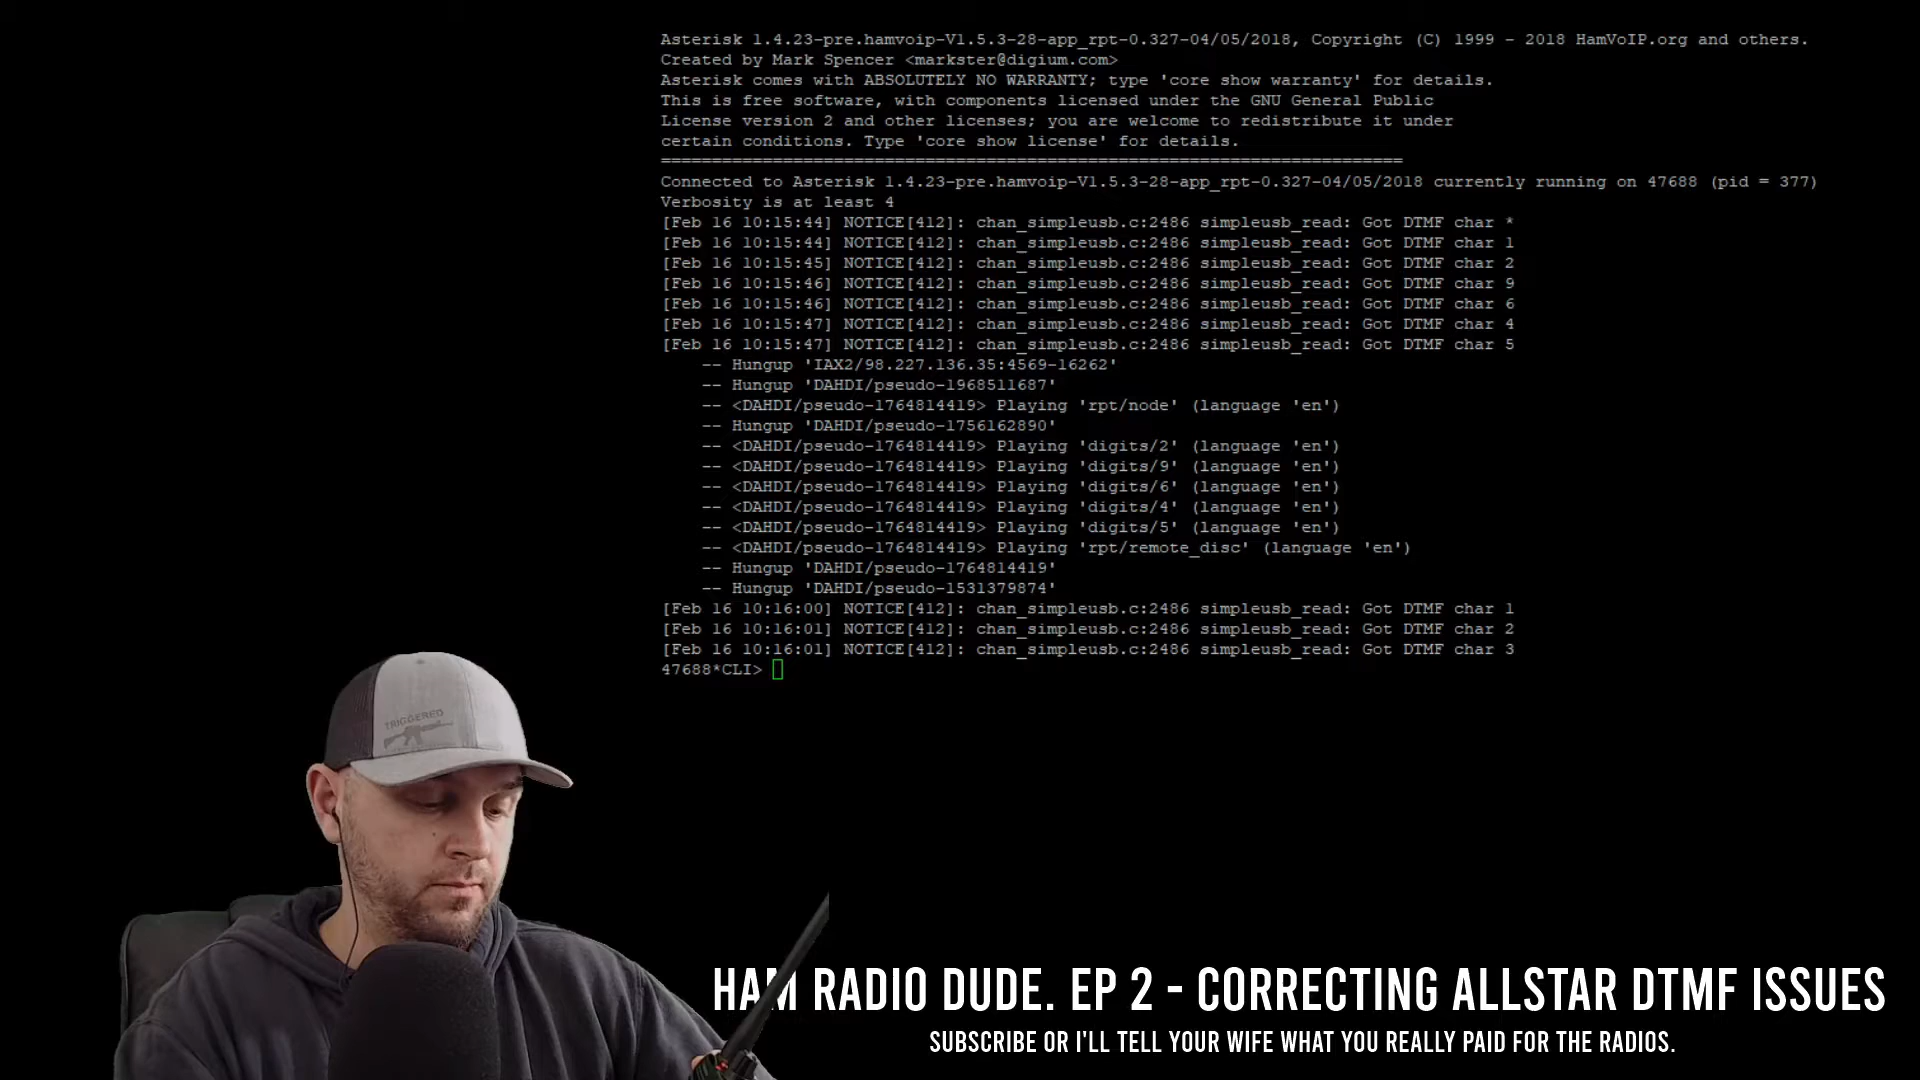 Asterisk 1.4.23-pre.hamvoip-V1.5.3-28-app_rpt-0.327-04/05/2018, Copyright (C) 1999 - 2018 HamVoIP.org and others.
Created by Mark Spencer <markster@digium.com>
Asterisk comes with ABSOLUTELY NO WARRANTY; type 'core show warranty' for details.
This is free software, with components licensed under the GNU General Public
License version 2 and other licenses; you are welcome to redistribute it under
certain conditions. Type 'core show license' for details.
=========================================================================
Connected to Asterisk 1.4.23-pre.hamvoip-V1.5.3-28-app_rpt-0.327-04/05/2018 currently running on 47688 (pid = 377)
Verbosity is at least 4
[Feb 16 10:15:44] NOTICE[412]: chan_simpleusb.c:2486 simpleusb_read: Got DTMF char *
[Feb 16 10:15:44] NOTICE[412]: chan_simpleusb.c:2486 simpleusb_read: Got DTMF char 1
[Feb 16 10:15:45] NOTICE[412]: chan_simpleusb.c:2486 simpleusb_read: Got DTMF char 2
[Feb 16 10:15:46] NOTICE[412]: chan_simpleusb.c:2486 simpleusb_read: Got DTMF char 9
[Feb 16 10:15:46] NOTICE[412]: chan_simpleusb.c:2486 simpleusb_read: Got DTMF char 6
[Feb 16 10:15:47] NOTICE[412]: chan_simpleusb.c:2486 simpleusb_read: Got DTMF char 4
[Feb 16 10:15:47] NOTICE[412]: chan_simpleusb.c:2486 simpleusb_read: Got DTMF char 5
-- Hungup 'IAX2/98.227.136.35:4569-16262'
-- Hungup 'DAHDI/pseudo-1968511687'
-- <DAHDI/pseudo-1764814419> Playing 'rpt/node' (language 'en')
-- Hungup 'DAHDI/pseudo-1756162890'
-- <DAHDI/pseudo-1764814419> Playing 'digits/2' (language 'en')
-- <DAHDI/pseudo-1764814419> Playing 'digits/9' (language 'en')
-- <DAHDI/pseudo-1764814419> Playing 'digits/6' (language 'en')
-- <DAHDI/pseudo-1764814419> Playing 'digits/4' (language 'en')
-- <DAHDI/pseudo-1764814419> Playing 'digits/5' (language 'en')
-- <DAHDI/pseudo-1764814419> Playing 'rpt/remote_disc' (language 'en')
-- Hungup 'DAHDI/pseudo-1764814419'
-- Hungup 'DAHDI/pseudo-1531379874'
[Feb 16 10:16:00] NOTICE[412]: chan_simpleusb.c:2486 simpleusb_read: Got DTMF char 1
[Feb 16 10:16:01] NOTICE[412]: chan_simpleusb.c:2486 simpleusb_read: Got DTMF char 2
[Feb 16 10:16:01] NOTICE[412]: chan_simpleusb.c:2486 simpleusb_read: Got DTMF char 3
47688*CLI>
TRIGGERED
HAM RADIO DUDE. EP 2 - CORRECTING ALLSTAR DTMF ISSUES
SUBSCRIBE OR I'LL TELL YOUR WIFE WHAT YOU REALLY PAID FOR THE RADIOS.